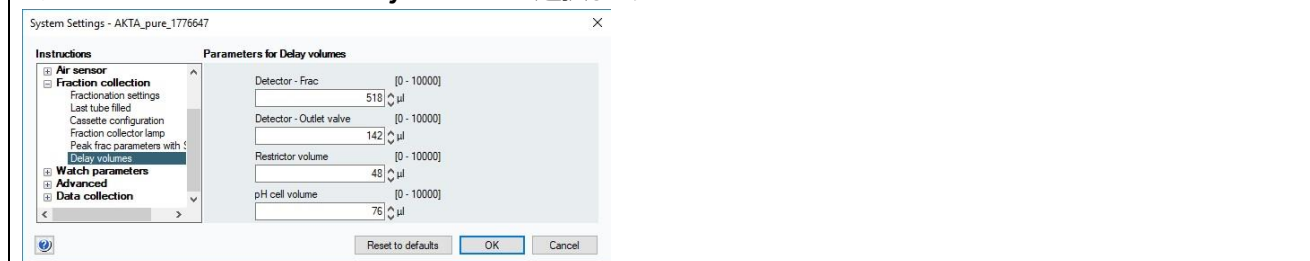 System Settings - AKTA_pure_1776647
Instructions
Parameters for Delay volumes
Air sensor
Fraction collection
Fractionation settings
Last tube filled
Cassette configuration
Fraction collector lamp
Peak frac parameters with
Delay volumes
Watch parameters
Advanced
Data collection
Detector - Frac [0 - 10000]
518 µl
Detector - Outlet valve [0 - 10000]
142 µl
Restrictor volume [0 - 10000]
48 µl
pH cell volume [0 - 10000]
76 µl
Reset to defaults OK Cancel